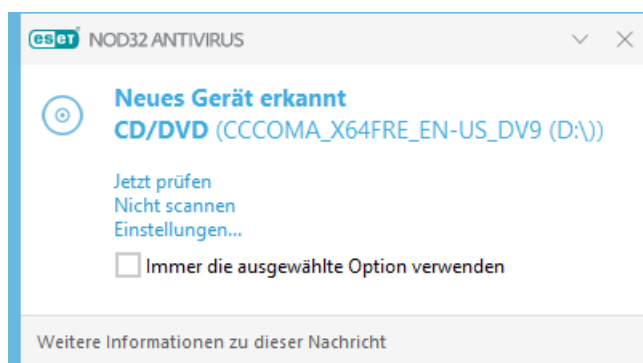 eset NOD32 ANTIVIRUS
Neues Gerät erkannt
CD/DVD (CCCOMA_X64FRE_EN-US_DV9 (D:\))
Jetzt prüfen
Nicht scannen
Einstellungen...
Immer die ausgewählte Option verwenden
Weitere Informationen zu dieser Nachricht